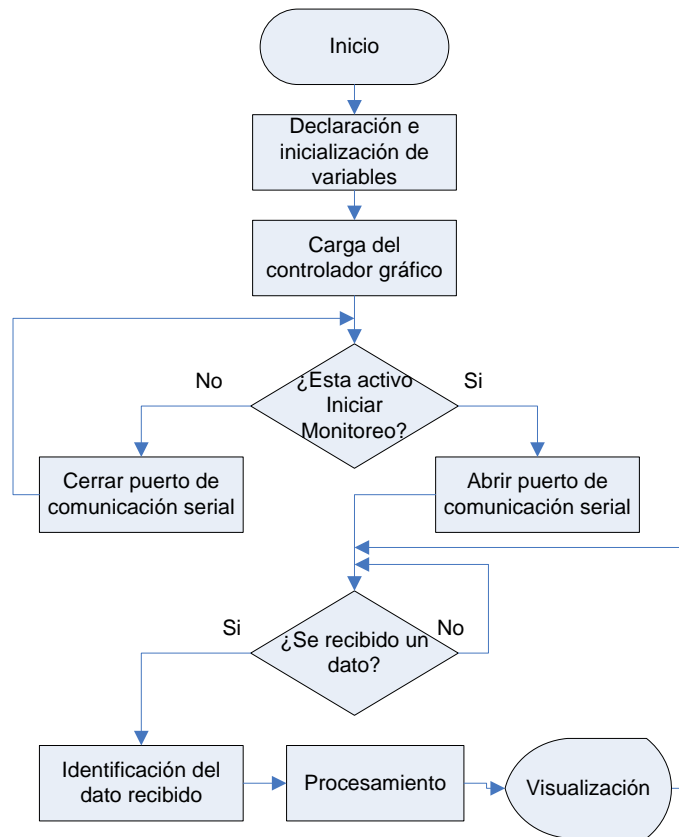 Inicio
Declaración e
inicialización de
variables
Carga del
controlador gráfico
¿Esta activo
Iniciar
Monitoreo?
No
Si
Cerrar puerto de
comunicación serial
Abrir puerto de
comunicación serial
¿Se recibido un
dato?
Si
No
Identificación del
dato recibido
Procesamiento
Visualización